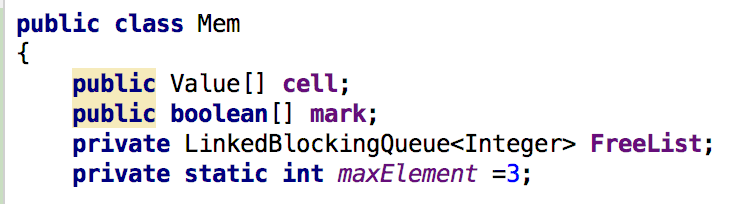 public class Mem
{
    public Value[] cell;
    public boolean[] mark;
    private LinkedBlockingQueue<Integer> FreeList;
    private static int maxElement =3;